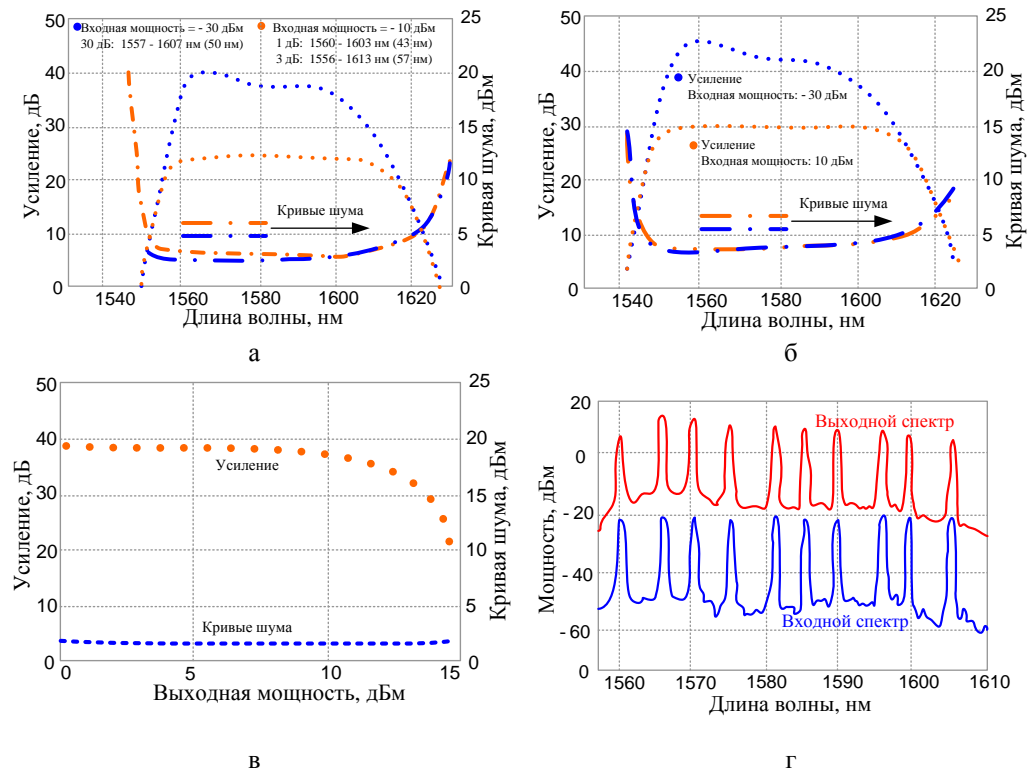 Входная мощность = - 30 дБм
30 дБ: 1557 - 1607 нм (50 нм)
Входная мощность = - 10 дБм
1 дБ: 1560 - 1603 нм (43 нм)
3 дБ: 1556 - 1613 нм (57 нм)
50
40
30
20
10
0
Усиление, дБ
25
20
15
10
5
0
Кривая шума, дБм
Кривые шума
1540
1560
1580
1600
1620
Длина волны, нм
а
50
40
30
20
10
0
Усиление, дБ
25
20
15
10
5
0
Кривая шума, дБм
Усиление
Входная мощность: - 30 дБм
Усиление
Входная мощность: 10 дБм
Кривые шума
1540
1560
1580
1600
1620
Длина волны, нм
б
50
40
30
20
10
0
Усиление, дБ
25
20
15
10
5
0
Кривая шума, дБм
Усиление
Кривые шума
0
5
10
15
Выходная мощность, дБм
в
20
0
- 20
- 40
- 60
0
Мощность, дБм
Выходной спектр
Входной спектр
1560
1570
1580
1590
1600
1610
Длина волны, нм
г